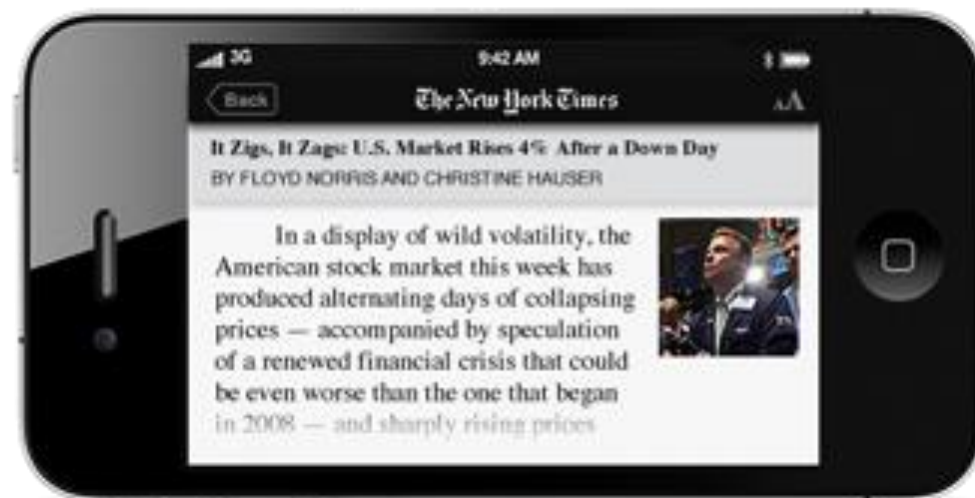 3G 9:42 AM
Back The New York Times AA
It Zigs, It Zags: U.S. Market Rises 4% After a Down Day
BY FLOYD NORRIS AND CHRISTINE HAUSER
In a display of wild volatility, the
American stock market this week has
produced alternating days of collapsing
prices — accompanied by speculation
of a renewed financial crisis that could
be even worse than the one that began
in 2008 — and sharply rising prices